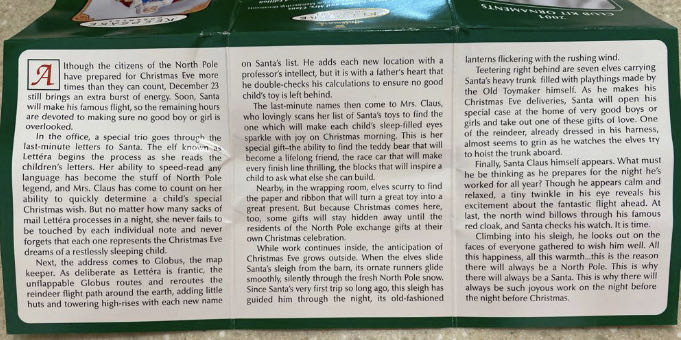 2001
CLUB KIT ORNAMENTS
KEEPSAKE
Mrs. Claus
Although the citizens of the North Pole
have prepared for Christmas Eve more
times than they can count, December 23
still brings an extra burst of energy. Soon, Santa
will make his famous flight, so the remaining hours
are devoted to making sure no good boy or girl is
overlooked.
In the office, a special trio goes through the
last-minute letters to Santa. The elf known as
Lettéra begins the process as she reads the
children's letters. Her ability to speed-read any
language has become the stuff of North Pole
legend, and Mrs. Claus has come to count on her
ability to quickly determine a child's special
Christmas wish. But no matter how many sacks of
mail Lettéra processes in a night, she never fails to
be touched by each individual note and never
forgets that each one represents the Christmas Eve
dreams of a restlessly sleeping child.
Next, the address comes to Globus, the map
keeper. As deliberate as Lettéra is frantic, the
unflappable Globus routes and reroutes the
reindeer flight path around the earth, adding little
huts and towering high-rises with each new name
on Santa's list. He adds each new location with a
professor's intellect, but it is with a father's heart that
he double-checks his calculations to ensure no good
child's toy is left behind.
The last-minute names then come to Mrs. Claus,
who lovingly scans her list of Santa's toys to find the
one which will make each child's sleep-filled eyes
sparkle with joy on Christmas morning. This is her
special gift–the ability to find the teddy bear that will
become a lifelong friend, the race car that will make
every finish line thrilling, the blocks that will inspire a
child to ask what else she can build.
Nearby, in the wrapping room, elves scurry to find
the paper and ribbon that will turn a great toy into a
great present. But because Christmas comes here,
too, some gifts will stay hidden away until the
residents of the North Pole exchange gifts at their
own Christmas celebration.
While work continues inside, the anticipation of
Christmas Eve grows outside. When the elves slide
Santa's sleigh from the barn, its ornate runners glide
smoothly, silently through the fresh North Pole snow.
Since Santa's very first trip so long ago, this sleigh has
guided him through the night, its old-fashioned
lanterns flickering with the rushing wind.
Teetering right behind are seven elves carrying
Santa's heavy trunk filled with playthings made by
the Old Toymaker himself. As he makes his
Christmas Eve deliveries, Santa will open his
special case at the home of very good boys or
girls and take out one of these gifts of love. One
of the reindeer, already dressed in his harness,
almost seems to grin as he watches the elves try
to hoist the trunk aboard.
Finally, Santa Claus himself appears. What must
he be thinking as he prepares for the night he's
worked for all year? Though he appears calm and
relaxed, a tiny twinkle in his eye reveals his
excitement about the fantastic flight ahead. At
last, the north wind billows through his famous
red cloak, and Santa checks his watch. It is time.
Climbing into his sleigh, he looks out on the
faces of everyone gathered to wish him well. All
this happiness, all this warmth...this is the reason
there will always be a North Pole. This is why
there will always be a Santa. This is why there will
always be such joyous work on the night before
the night before Christmas.